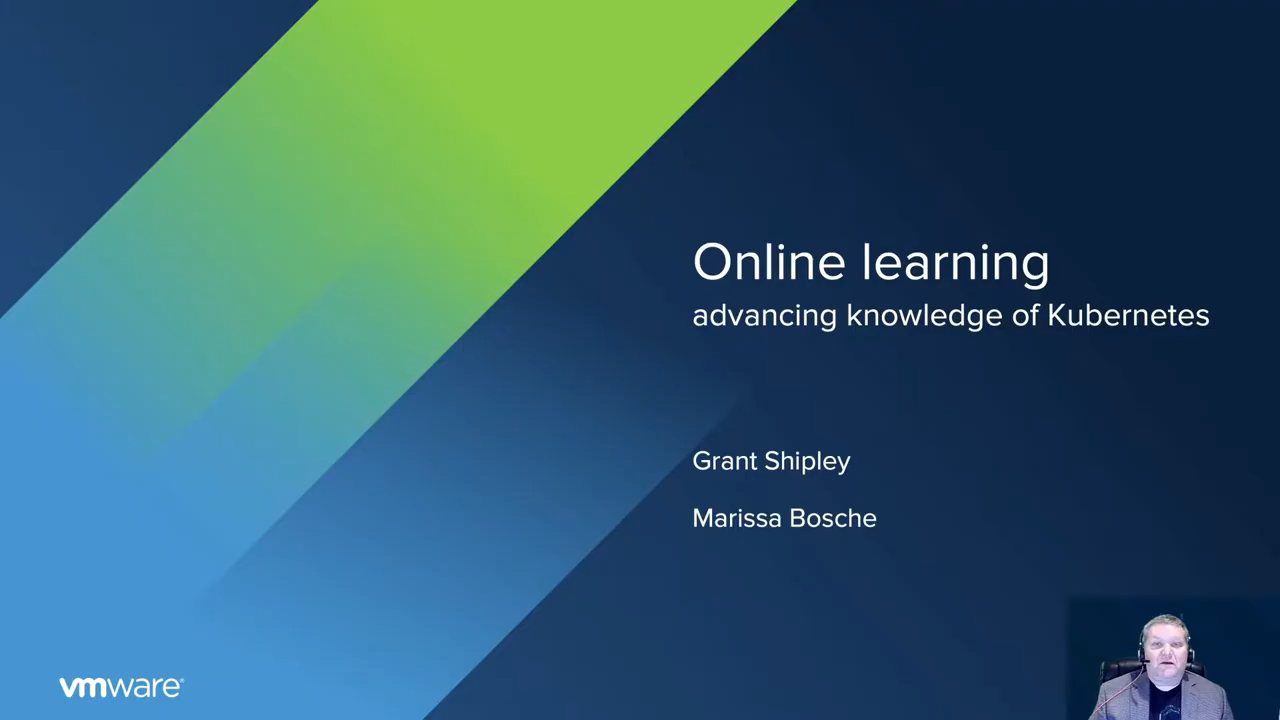 Online learning
advancing knowledge of Kubernetes
Grant Shipley
Marissa Bosche
vmware®